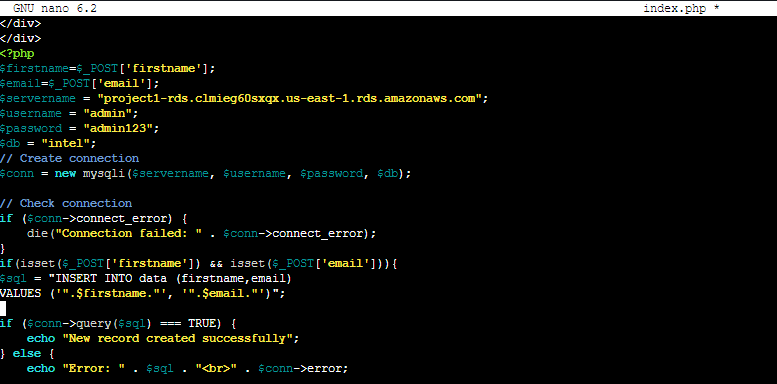 GNU nano 6.2 index.php *
</div>
</div>
<?php
$firstname=$_POST['firstname'];
$email=$_POST['email'];
$servername = "project1-rds.clmieg60sxqx.us-east-1.rds.amazonaws.com";
$username = "admin";
$password = "admin123";
$db = "intel";
// Create connection
$conn = new mysqli($servername, $username, $password, $db);
// Check connection
if ($conn->connect_error) {
    die("Connection failed: " . $conn->connect_error);
}
if(isset($_POST['firstname']) && isset($_POST['email'])){
$sql = "INSERT INTO data (firstname,email)
VALUES ('".$firstname."', '".$email."')";
if ($conn->query($sql) === TRUE) {
    echo "New record created successfully";
} else {
    echo "Error: " . $sql . "<br>" . $conn->error;